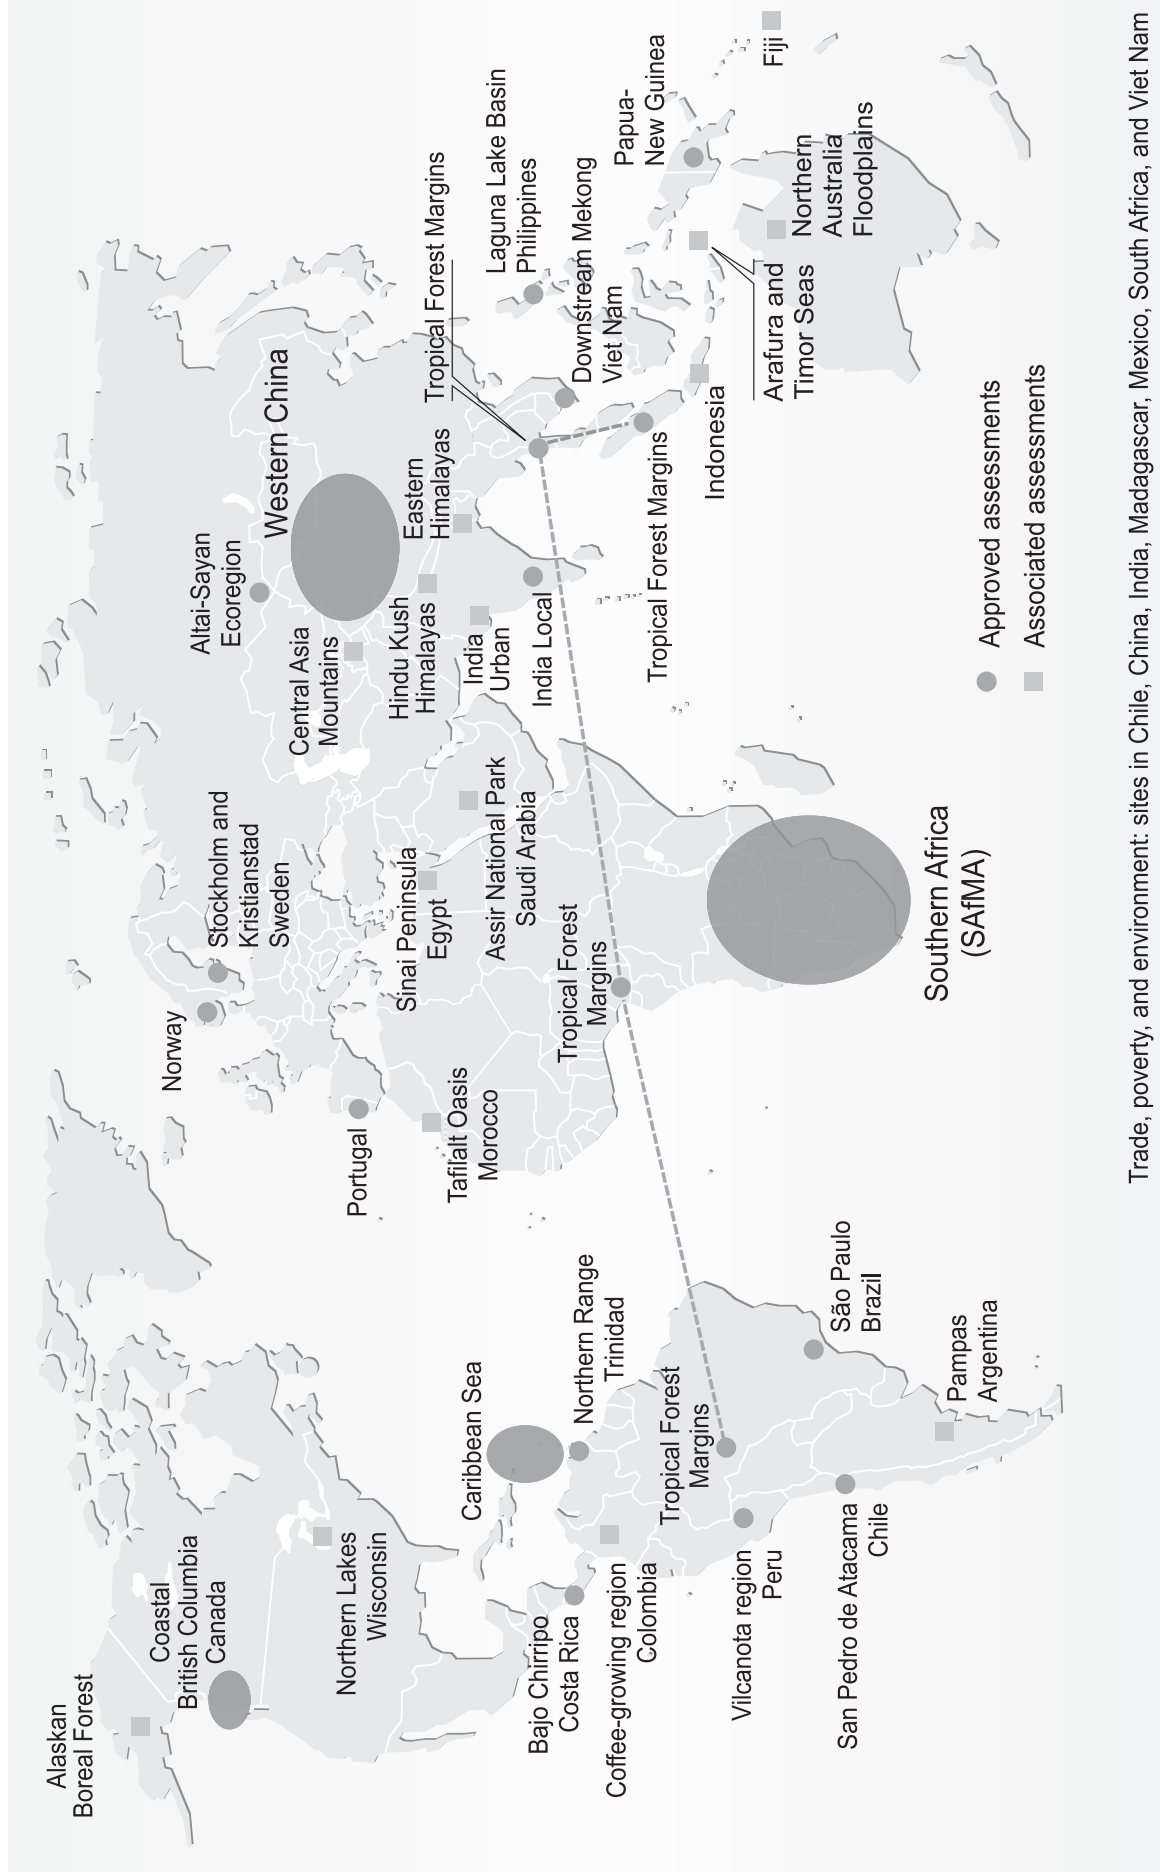 Alaskan
Boreal Forest
Coastal
British Columbia
Canada
Northern Lakes
Wisconsin
Caribbean Sea
Northern Range
Trinidad
Bajo Chirripo
Costa Rica
Coffee-growing region
Colombia
Tropical Forest
Margins
Vilcanota region
Peru
San Pedro de Atacama
Chile
São Paulo
Brazil
Pampas
Argentina
Norway
Stockholm and
Kristianstad
Sweden
Portugal
Tafilalt Oasis
Morocco
Sinai Peninsula
Egypt
Assir National Park
Saudi Arabia
Tropical Forest
Margins
Southern Africa
(SAfMA)
Altai-Sayan
Ecoregion
Western China
Central Asia
Mountains
Hindu Kush
Himalayas
Eastern
Himalayas
India
Urban
India Local
Tropical Forest Margins
Laguna Lake Basin
Philippines
Downstream Mekong
Viet Nam
Tropical Forest Margins
Indonesia
Papua-
New Guinea
Fiji
Arafura and
Timor Seas
Northern
Australia
Floodplains
Approved assessments
Associated assessments
Trade, poverty, and environment: sites in Chile, China, India, Madagascar, Mexico, South Africa, and Viet Nam